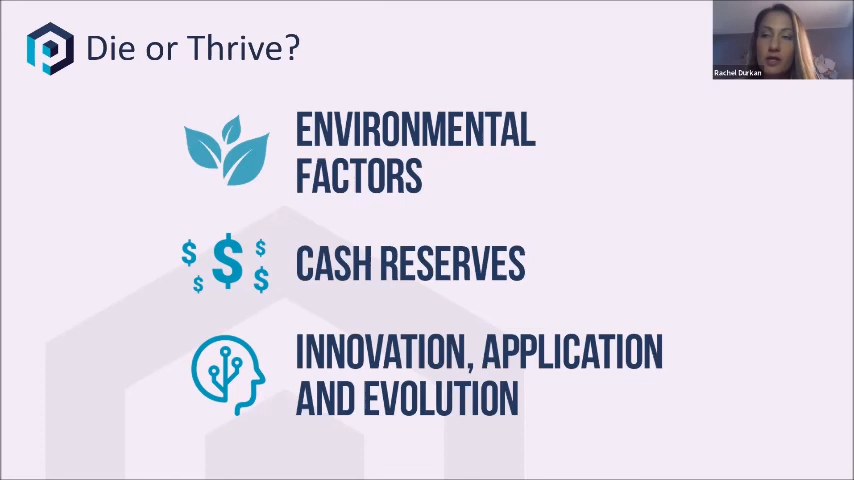 Die or Thrive?
Rachel Durkan
ENVIRONMENTAL
FACTORS
CASH RESERVES
INNOVATION, APPLICATION
AND EVOLUTION